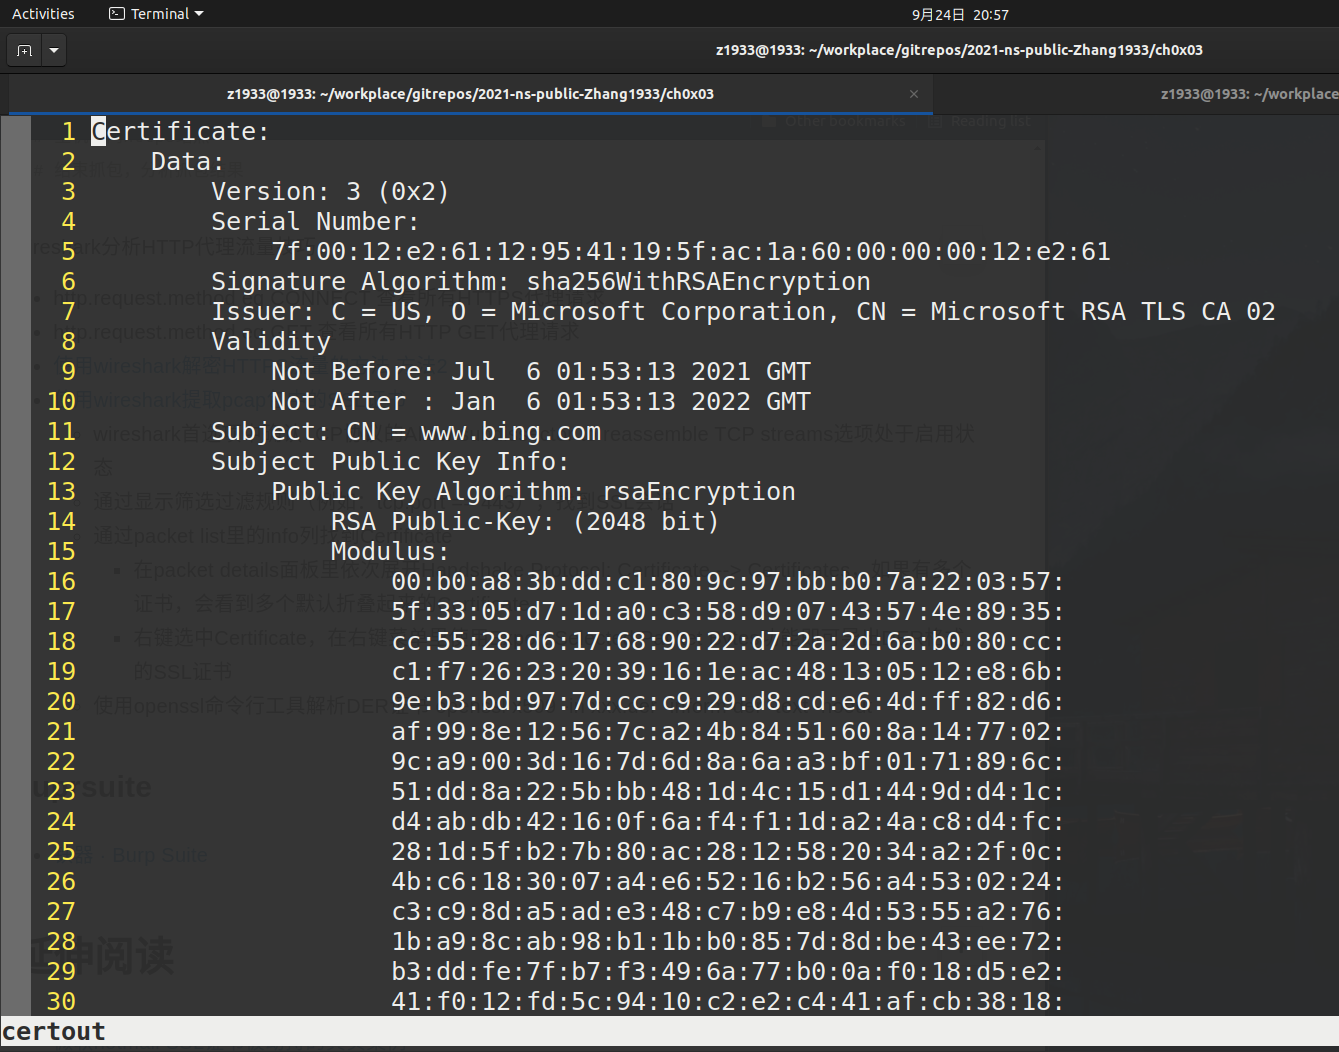 Activities Terminal 9月24日 20:57
z1933@1933: ~/workplace/gitrepos/2021-ns-public-Zhang1933/ch0x03
z1933@1933: ~/workplace/gitrepos/2021-ns-public-Zhang1933/ch0x03 × z1933@1933: ~/workplace
Other bookmarks Reading list
1 Certificate:
2 Data:
3 Version: 3 (0x2)
4 Serial Number:
5 7f:00:12:e2:61:12:95:41:19:5f:ac:1a:60:00:00:00:12:e2:61
6 Signature Algorithm: sha256WithRSAEncryption
7 Issuer: C = US, O = Microsoft Corporation, CN = Microsoft RSA TLS CA 02
8 Validity
9 Not Before: Jul  6 01:53:13 2021 GMT
10 Not After : Jan  6 01:53:13 2022 GMT
11 Subject: CN = www.bing.com
12 Subject Public Key Info:
13 Public Key Algorithm: rsaEncryption
14 RSA Public-Key: (2048 bit)
15 Modulus:
16 00:b0:a8:3b:dd:c1:80:9c:97:bb:b0:7a:22:03:57:
17 5f:33:05:d7:1d:a0:c3:58:d9:07:43:57:4e:89:35:
18 cc:55:28:d6:17:68:90:22:d7:2a:2d:6a:b0:80:cc:
19 c1:f7:26:23:20:39:16:1e:ac:48:13:05:12:e8:6b:
20 9e:b3:bd:97:7d:cc:c9:29:d8:cd:e6:4d:ff:82:d6:
21 af:99:8e:12:56:7c:a2:4b:84:51:60:8a:14:77:02:
22 9c:a9:00:3d:16:7d:6d:8a:6a:a3:bf:01:71:89:6c:
23 51:dd:8a:22:5b:bb:48:1d:4c:15:d1:44:9d:d4:1c:
24 d4:ab:db:42:16:0f:6a:f4:f1:1d:a2:4a:c8:d4:fc:
25 28:1d:5f:b2:7b:80:ac:28:12:58:20:34:a2:2f:0c:
26 4b:c6:18:30:07:a4:e6:52:16:b2:56:a4:53:02:24:
27 c3:c9:8d:a5:ad:e3:48:c7:b9:e8:4d:53:55:a2:76:
28 1b:a9:8c:ab:98:b1:1b:b0:85:7d:8d:be:43:ee:72:
29 b3:dd:fe:7f:b7:f3:49:6a:77:b0:0a:f0:18:d5:e2:
30 41:f0:12:fd:5c:94:10:c2:e2:c4:41:af:cb:38:18:
certout